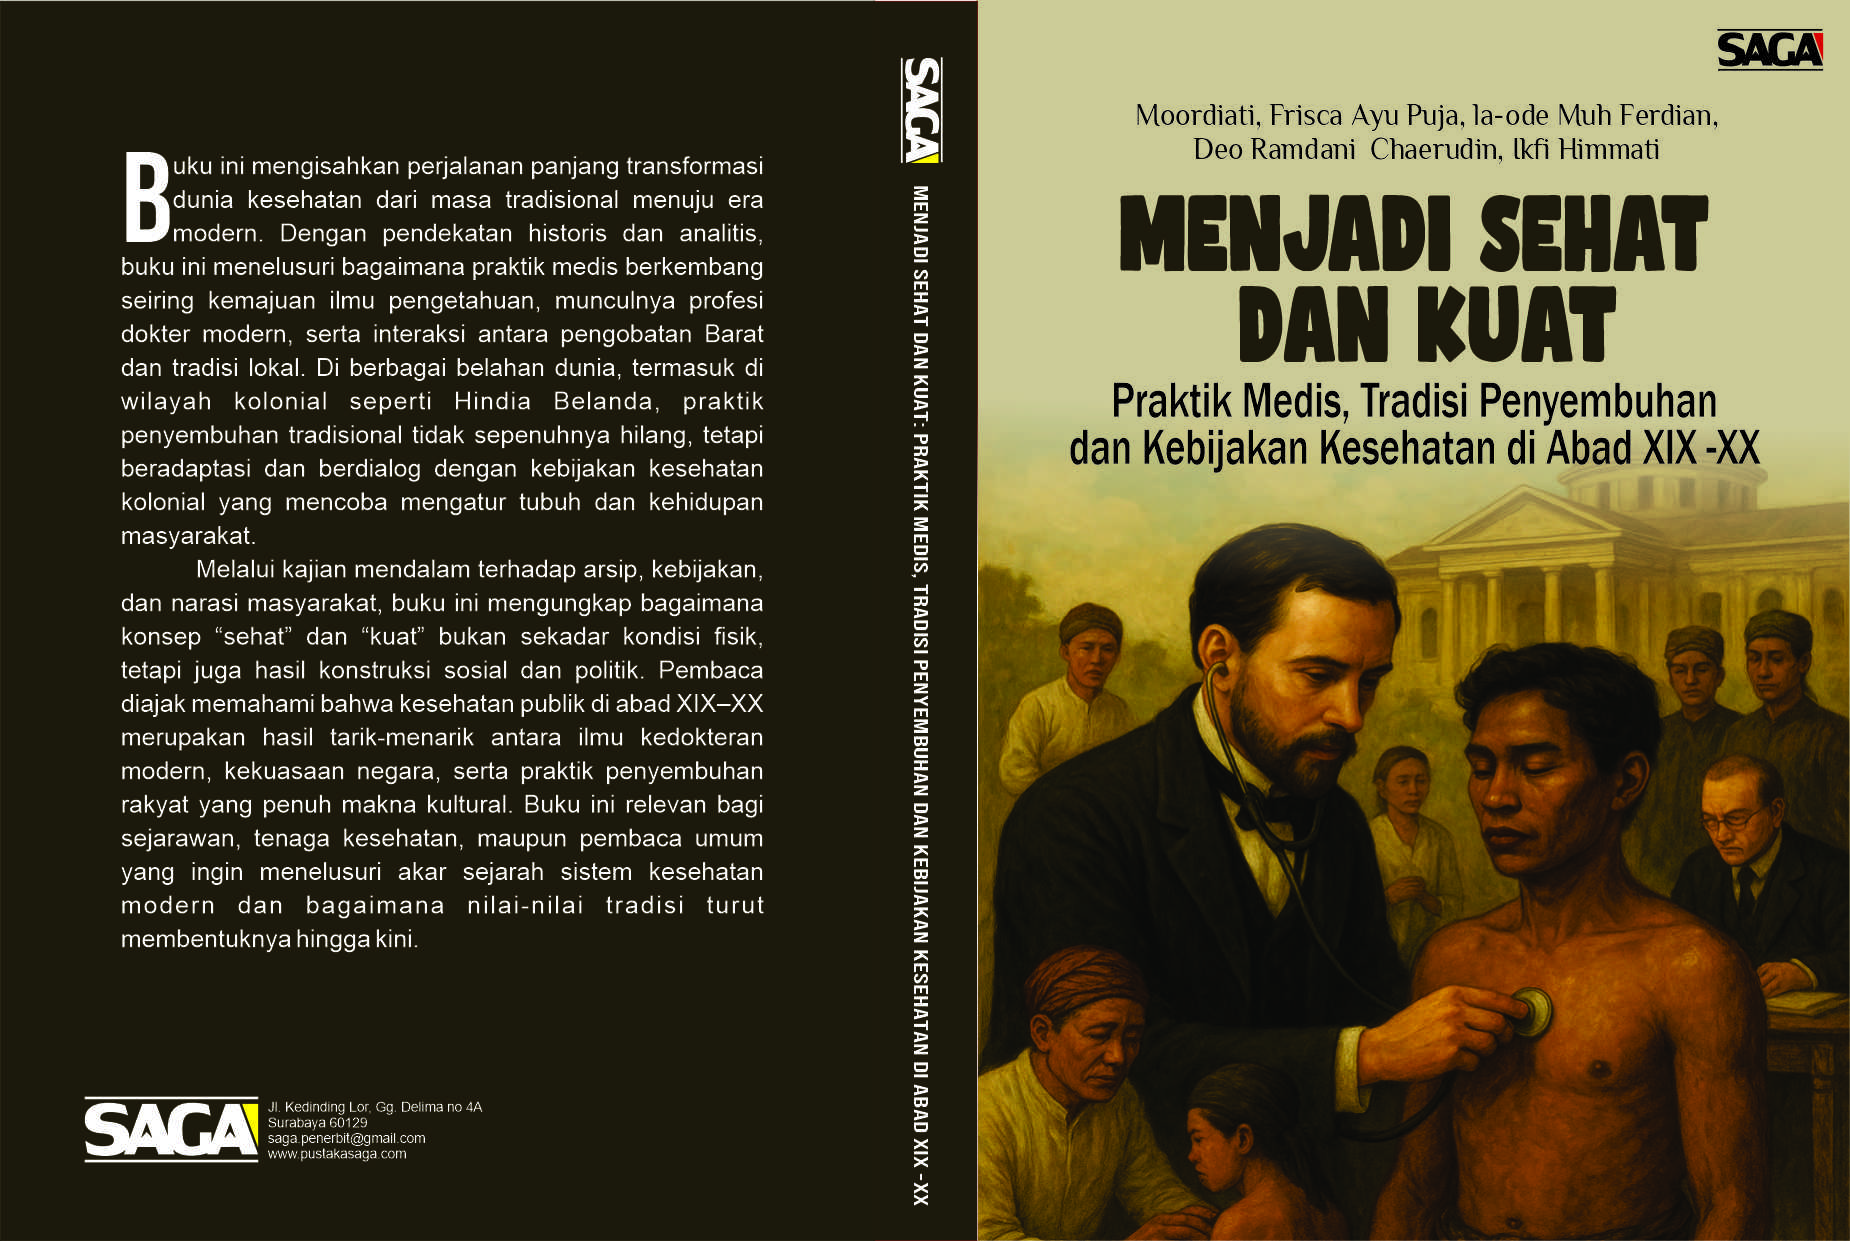 Buku ini mengisahkan perjalanan panjang transformasi
dunia kesehatan dari masa tradisional menuju era
modern. Dengan pendekatan historis dan analitis,
buku ini menelusuri bagaimana praktik medis berkembang
seiring kemajuan ilmu pengetahuan, munculnya profesi
dokter modern, serta interaksi antara pengobatan Barat
dan tradisi lokal. Di berbagai belahan dunia, termasuk di
wilayah kolonial seperti Hindia Belanda, praktik
penyembuhan tradisional tidak sepenuhnya hilang, tetapi
beradaptasi dan berdialog dengan kebijakan kesehatan
kolonial yang mencoba mengatur tubuh dan kehidupan
masyarakat.
Melalui kajian mendalam terhadap arsip, kebijakan,
dan narasi masyarakat, buku ini mengungkap bagaimana
konsep “sehat” dan “kuat” bukan sekadar kondisi fisik,
tetapi juga hasil konstruksi sosial dan politik. Pembaca
diajak memahami bahwa kesehatan publik di abad XIX–XX
merupakan hasil tarik-menarik antara ilmu kedokteran
modern, kekuasaan negara, serta praktik penyembuhan
rakyat yang penuh makna kultural. Buku ini relevan bagi
sejarawan, tenaga kesehatan, maupun pembaca umum
yang ingin menelusuri akar sejarah sistem kesehatan
modern dan bagaimana nilai-nilai tradisi turut
membentuknya hingga kini.
SAGA
Jl. Kedinding Lor, Gg. Delima no 4A
Surabaya 60129
saga.penerbit@gmail.com
www.pustakasaga.com
SAGA
MENJADI SEHAT DAN KUAT: PRAKTIK MEDIS, TRADISI PENYEMBUHAN DAN KEBIJAKAN KESEHATAN DI ABAD XIX -XX
SAGA
Moordiati, Frisca Ayu Puja, la-ode Muh Ferdian,
Deo Ramdani Chaerudin, Ikfi Himmati
MENJADI SEHAT
DAN KUAT
Praktik Medis, Tradisi Penyembuhan
dan Kebijakan Kesehatan di Abad XIX -XX